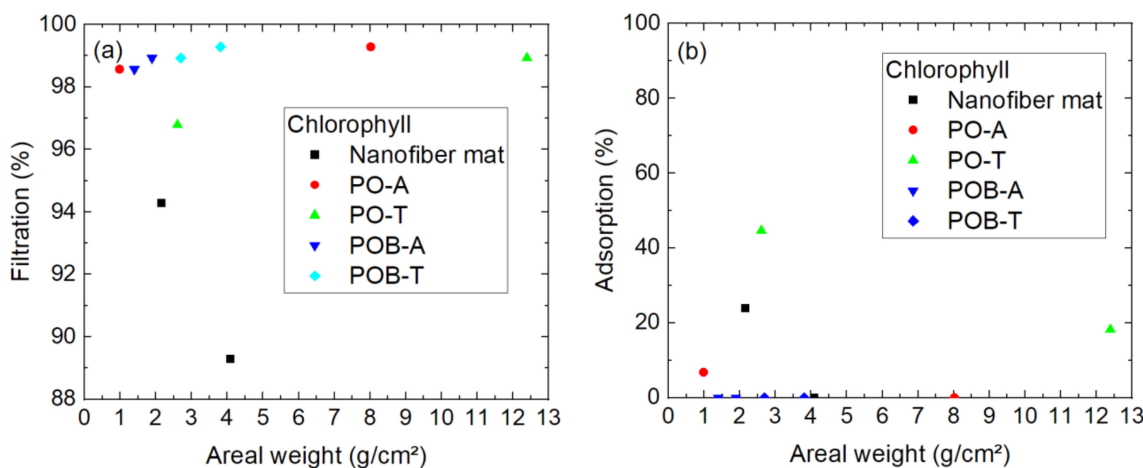 (a)
Filtration (%)
100
98
96
94
92
90
88
Chlorophyll
Nanofiber mat
PO-A
PO-T
POB-A
POB-T
0 1 2 3 4 5 6 7 8 9 10 11 12 13
Areal weight (g/cm²)
(b)
Adsorption (%)
100
80
60
40
20
0
Chlorophyll
Nanofiber mat
PO-A
PO-T
POB-A
POB-T
0 1 2 3 4 5 6 7 8 9 10 11 12 13
Areal weight (g/cm²)